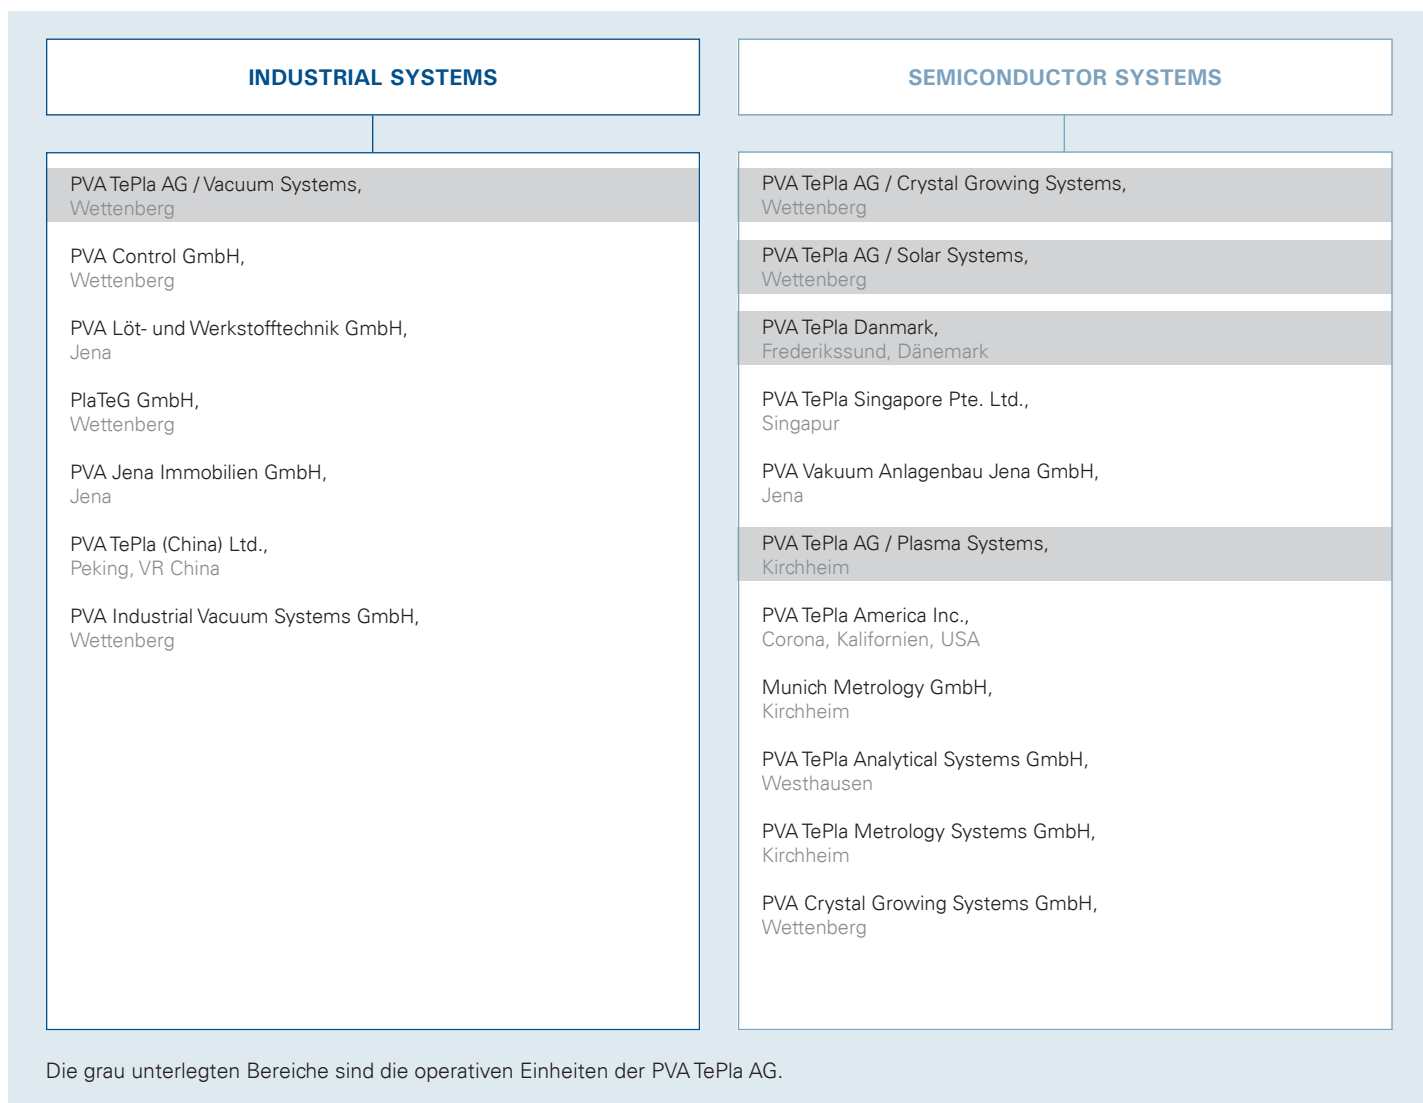 INDUSTRIAL SYSTEMS
PVA TePla AG / Vacuum Systems,
Wettenberg
PVA Control GmbH,
Wettenberg
PVA Löt- und Werkstofftechnik GmbH,
Jena
PlaTeG GmbH,
Wettenberg
PVA Jena Immobilien GmbH,
Jena
PVA TePla (China) Ltd.,
Peking, VR China
PVA Industrial Vacuum Systems GmbH,
Wettenberg
SEMICONDUCTOR SYSTEMS
PVA TePla AG / Crystal Growing Systems,
Wettenberg
PVA TePla AG / Solar Systems,
Wettenberg
PVA TePla Danmark,
Frederikssund, Dänemark
PVA TePla Singapore Pte. Ltd.,
Singapur
PVA Vakuum Anlagenbau Jena GmbH,
Jena
PVA TePla AG / Plasma Systems,
Kirchheim
PVA TePla America Inc.,
Corona, Kalifornien, USA
Munich Metrology GmbH,
Kirchheim
PVA TePla Analytical Systems GmbH,
Westhausen
PVA TePla Metrology Systems GmbH,
Kirchheim
PVA Crystal Growing Systems GmbH,
Wettenberg
Die grau unterlegten Bereiche sind die operativen Einheiten der PVA TePla AG.